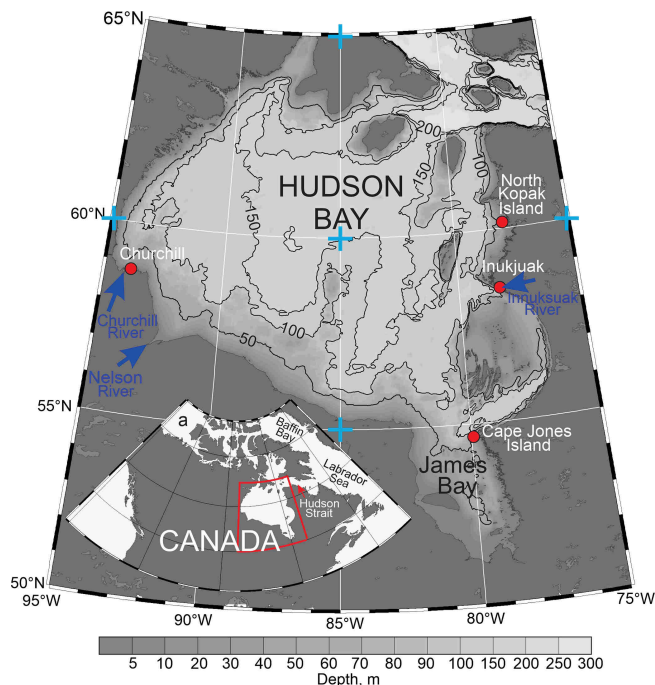 65°N
200
150
100
HUDSON
BAY
North
Kopak
Island
60°N
150
Churchill
Inukjuak
Innuksuak
River
Churchill
River
100
50
Nelson
River
55°N
a
Baffin
Bay
Cape Jones
Island
James
Bay
Labrador
Sea
Hudson
Strait
CANADA
50°N
95°W
90°W
85°W
80°W
75°W
5 10 20 30 40 50 60 70 80 90 100 150 200 300
Depth, m